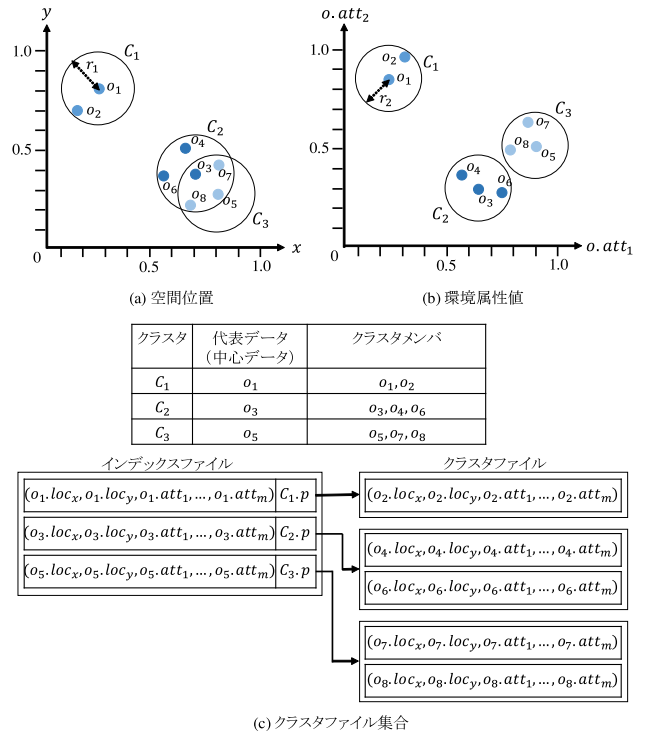 y
1.0
0.5
0
0.5
1.0
x
C₁
r₁
o₁
o₂
C₂
o₄
o₃
o₇
o₆
o₈
o₅
C₃
(a) 空間位置
o.att₂
1.0
0.5
0
0.5
1.0
o.att₁
o₂
C₁
o₁
r₂
C₃
o₇
o₈
o₅
o₄
o₆
o₃
C₂
(b) 環境属性値
クラスタ 代表データ クラスタメンバ
(中心データ)
C₁ o₁ o₁,o₂
C₂ o₃ o₃,o₄,o₆
C₃ o₅ o₅,o₇,o₈
インデックスファイル
(o₁.locₓ,o₁.loc_y,o₁.att₁,…,o₁.attₘ) C₁.p
(o₃.locₓ,o₃.loc_y,o₃.att₁,…,o₃.attₘ) C₂.p
(o₅.locₓ,o₅.loc_y,o₅.att₁,…,o₅.attₘ) C₃.p
クラスタファイル
(o₂.locₓ,o₂.loc_y,o₂.att₁,…,o₂.attₘ)
(o₄.locₓ,o₄.loc_y,o₄.att₁,…,o₄.attₘ)
(o₆.locₓ,o₆.loc_y,o₆.att₁,…,o₆.attₘ)
(o₇.locₓ,o₇.loc_y,o₇.att₁,…,o₇.attₘ)
(o₈.locₓ,o₈.loc_y,o₈.att₁,…,o₈.attₘ)
(c) クラスタファイル集合